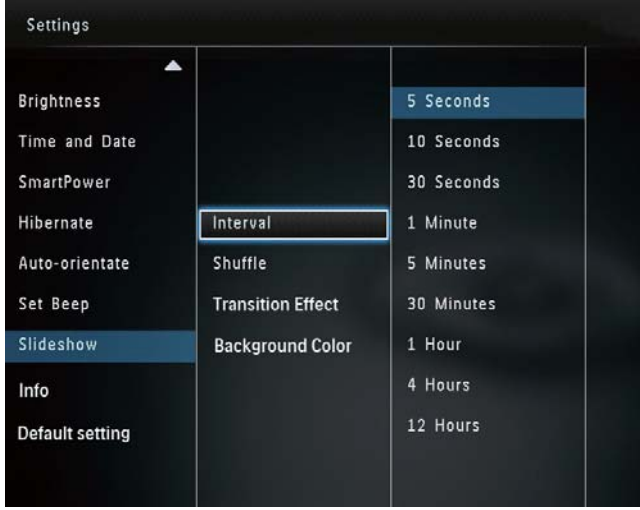 Settings
Brightness
Time and Date
SmartPower
Hibernate
Auto-orientate
Set Beep
Slideshow
Info
Default setting
Interval
Shuffle
Transition Effect
Background Color
5 Seconds
10 Seconds
30 Seconds
1 Minute
5 Minutes
30 Minutes
1 Hour
4 Hours
12 Hours